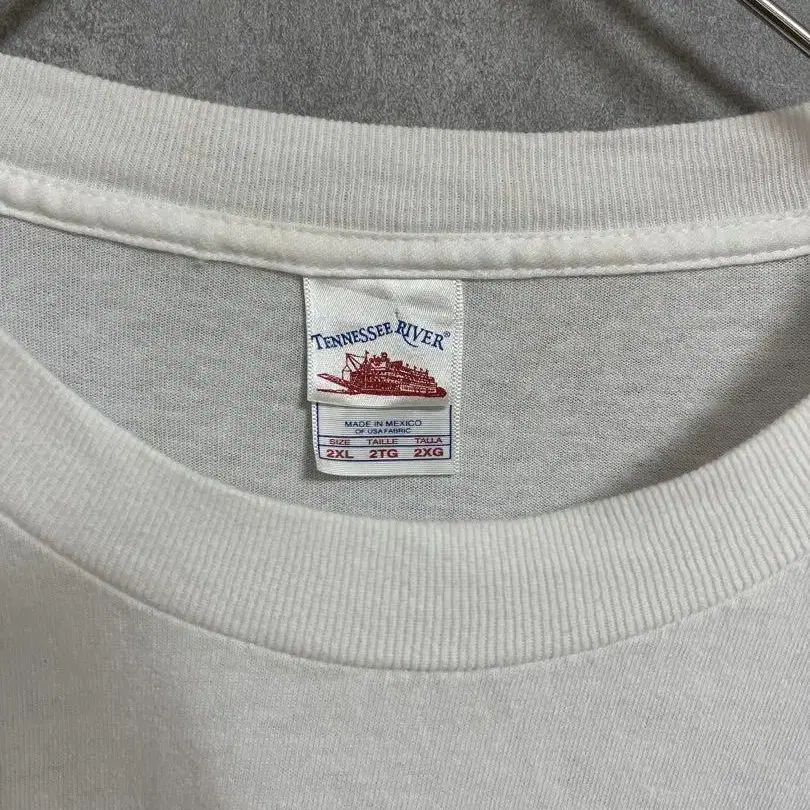 TENNESSEE RIVER®
MADE IN MEXICO
OF USA FABRIC
SIZE TAILLE TALLA
2XL 2TG 2XG